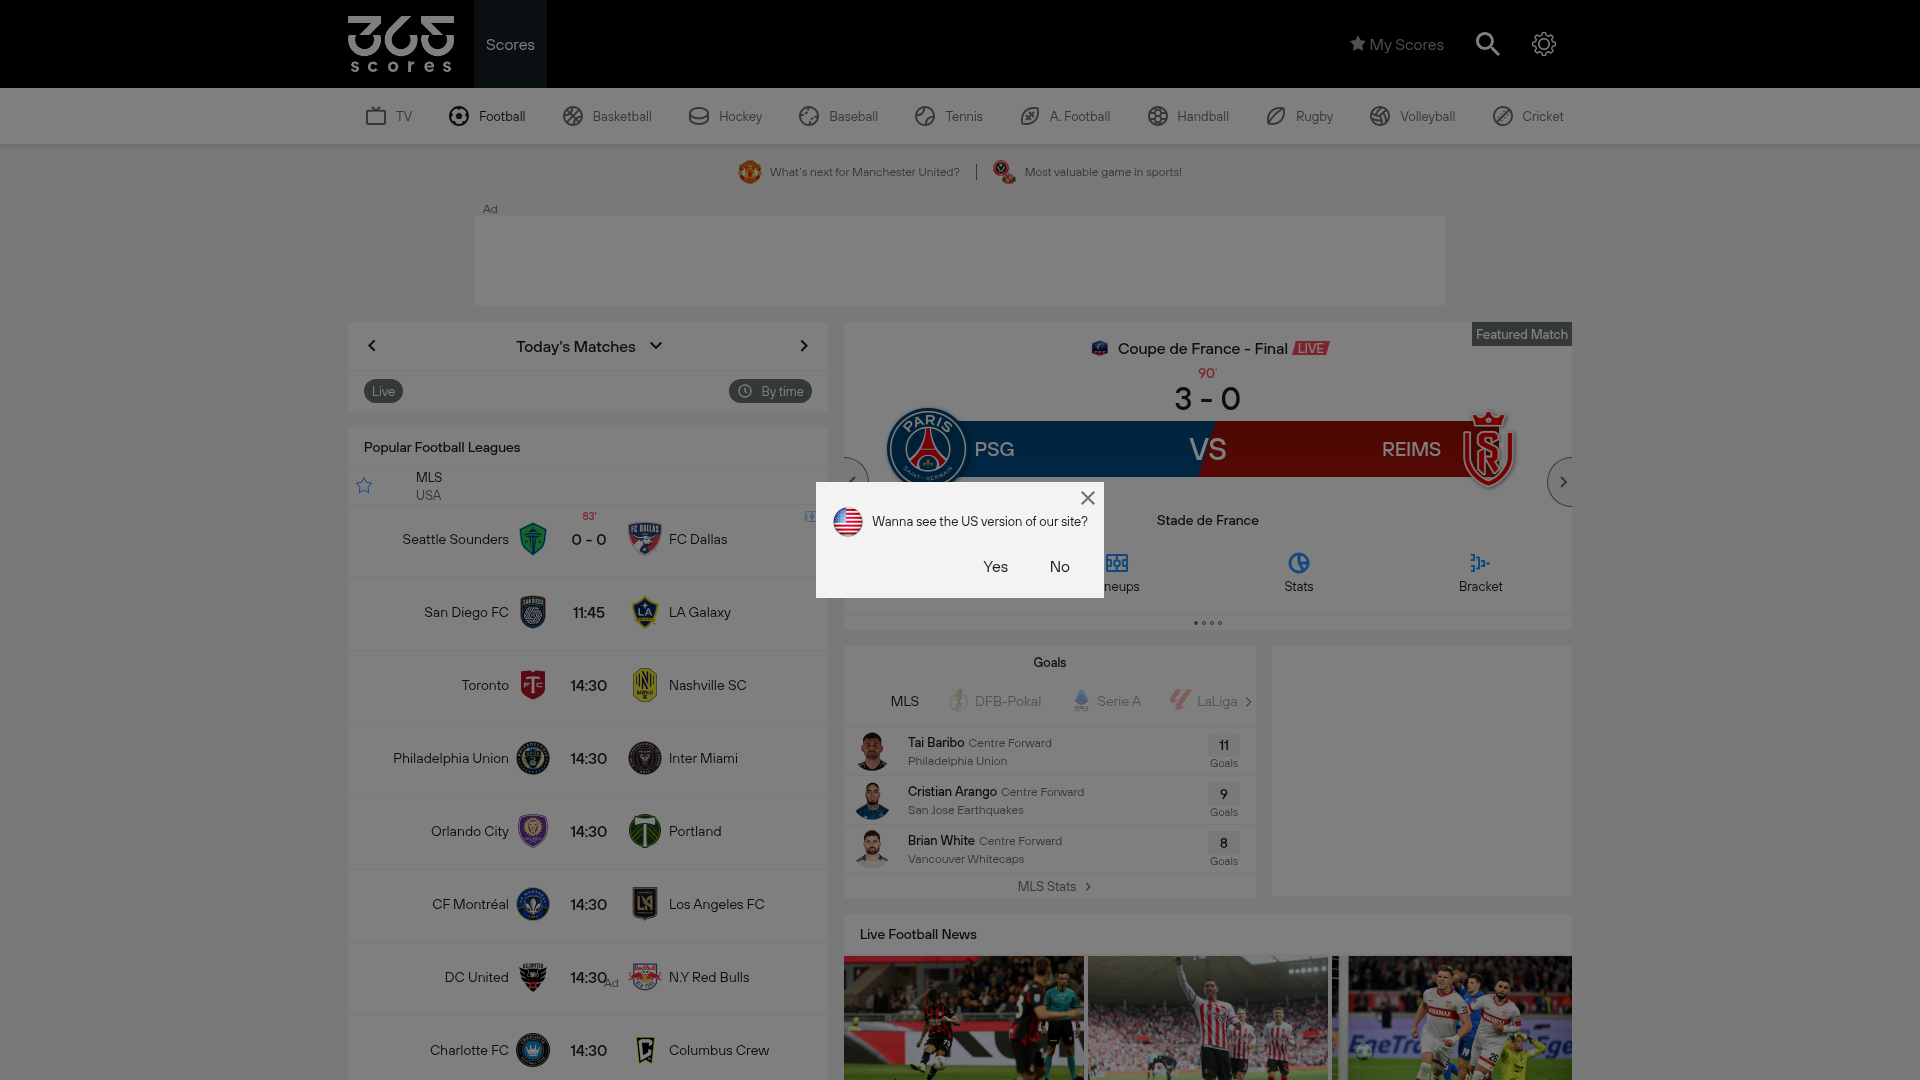 365
scores
Scores
My Scores
TV
Football
Basketball
Hockey
Baseball
Tennis
A. Football
Handball
Rugby
Volleyball
Cricket
What's next for Manchester United?
Most valuable game in sports!
Ad
Today's Matches
Live
By time
Popular Football Leagues
MLS
USA
83'
Seattle Sounders 0 - 0 FC Dallas
San Diego FC 11:45 LA Galaxy
Toronto 14:30 Nashville SC
Philadelphia Union 14:30 Inter Miami
Orlando City 14:30 Portland
CF Montréal 14:30 Los Angeles FC
DC United 14:30 N.Y Red Bulls
Ad
Charlotte FC 14:30 Columbus Crew
Featured Match
Coupe de France - Final LIVE
90'
3 - 0
PSG VS REIMS
Wanna see the US version of our site?
Yes No
Stade de France
neups
Stats
Bracket
Goals
MLS DFB-Pokal Serie A LaLiga
Tai Baribo Centre Forward
Philadelphia Union
11
Goals
Cristian Arango Centre Forward
San Jose Earthquakes
9
Goals
Brian White Centre Forward
Vancouver Whitecaps
8
Goals
MLS Stats
Live Football News